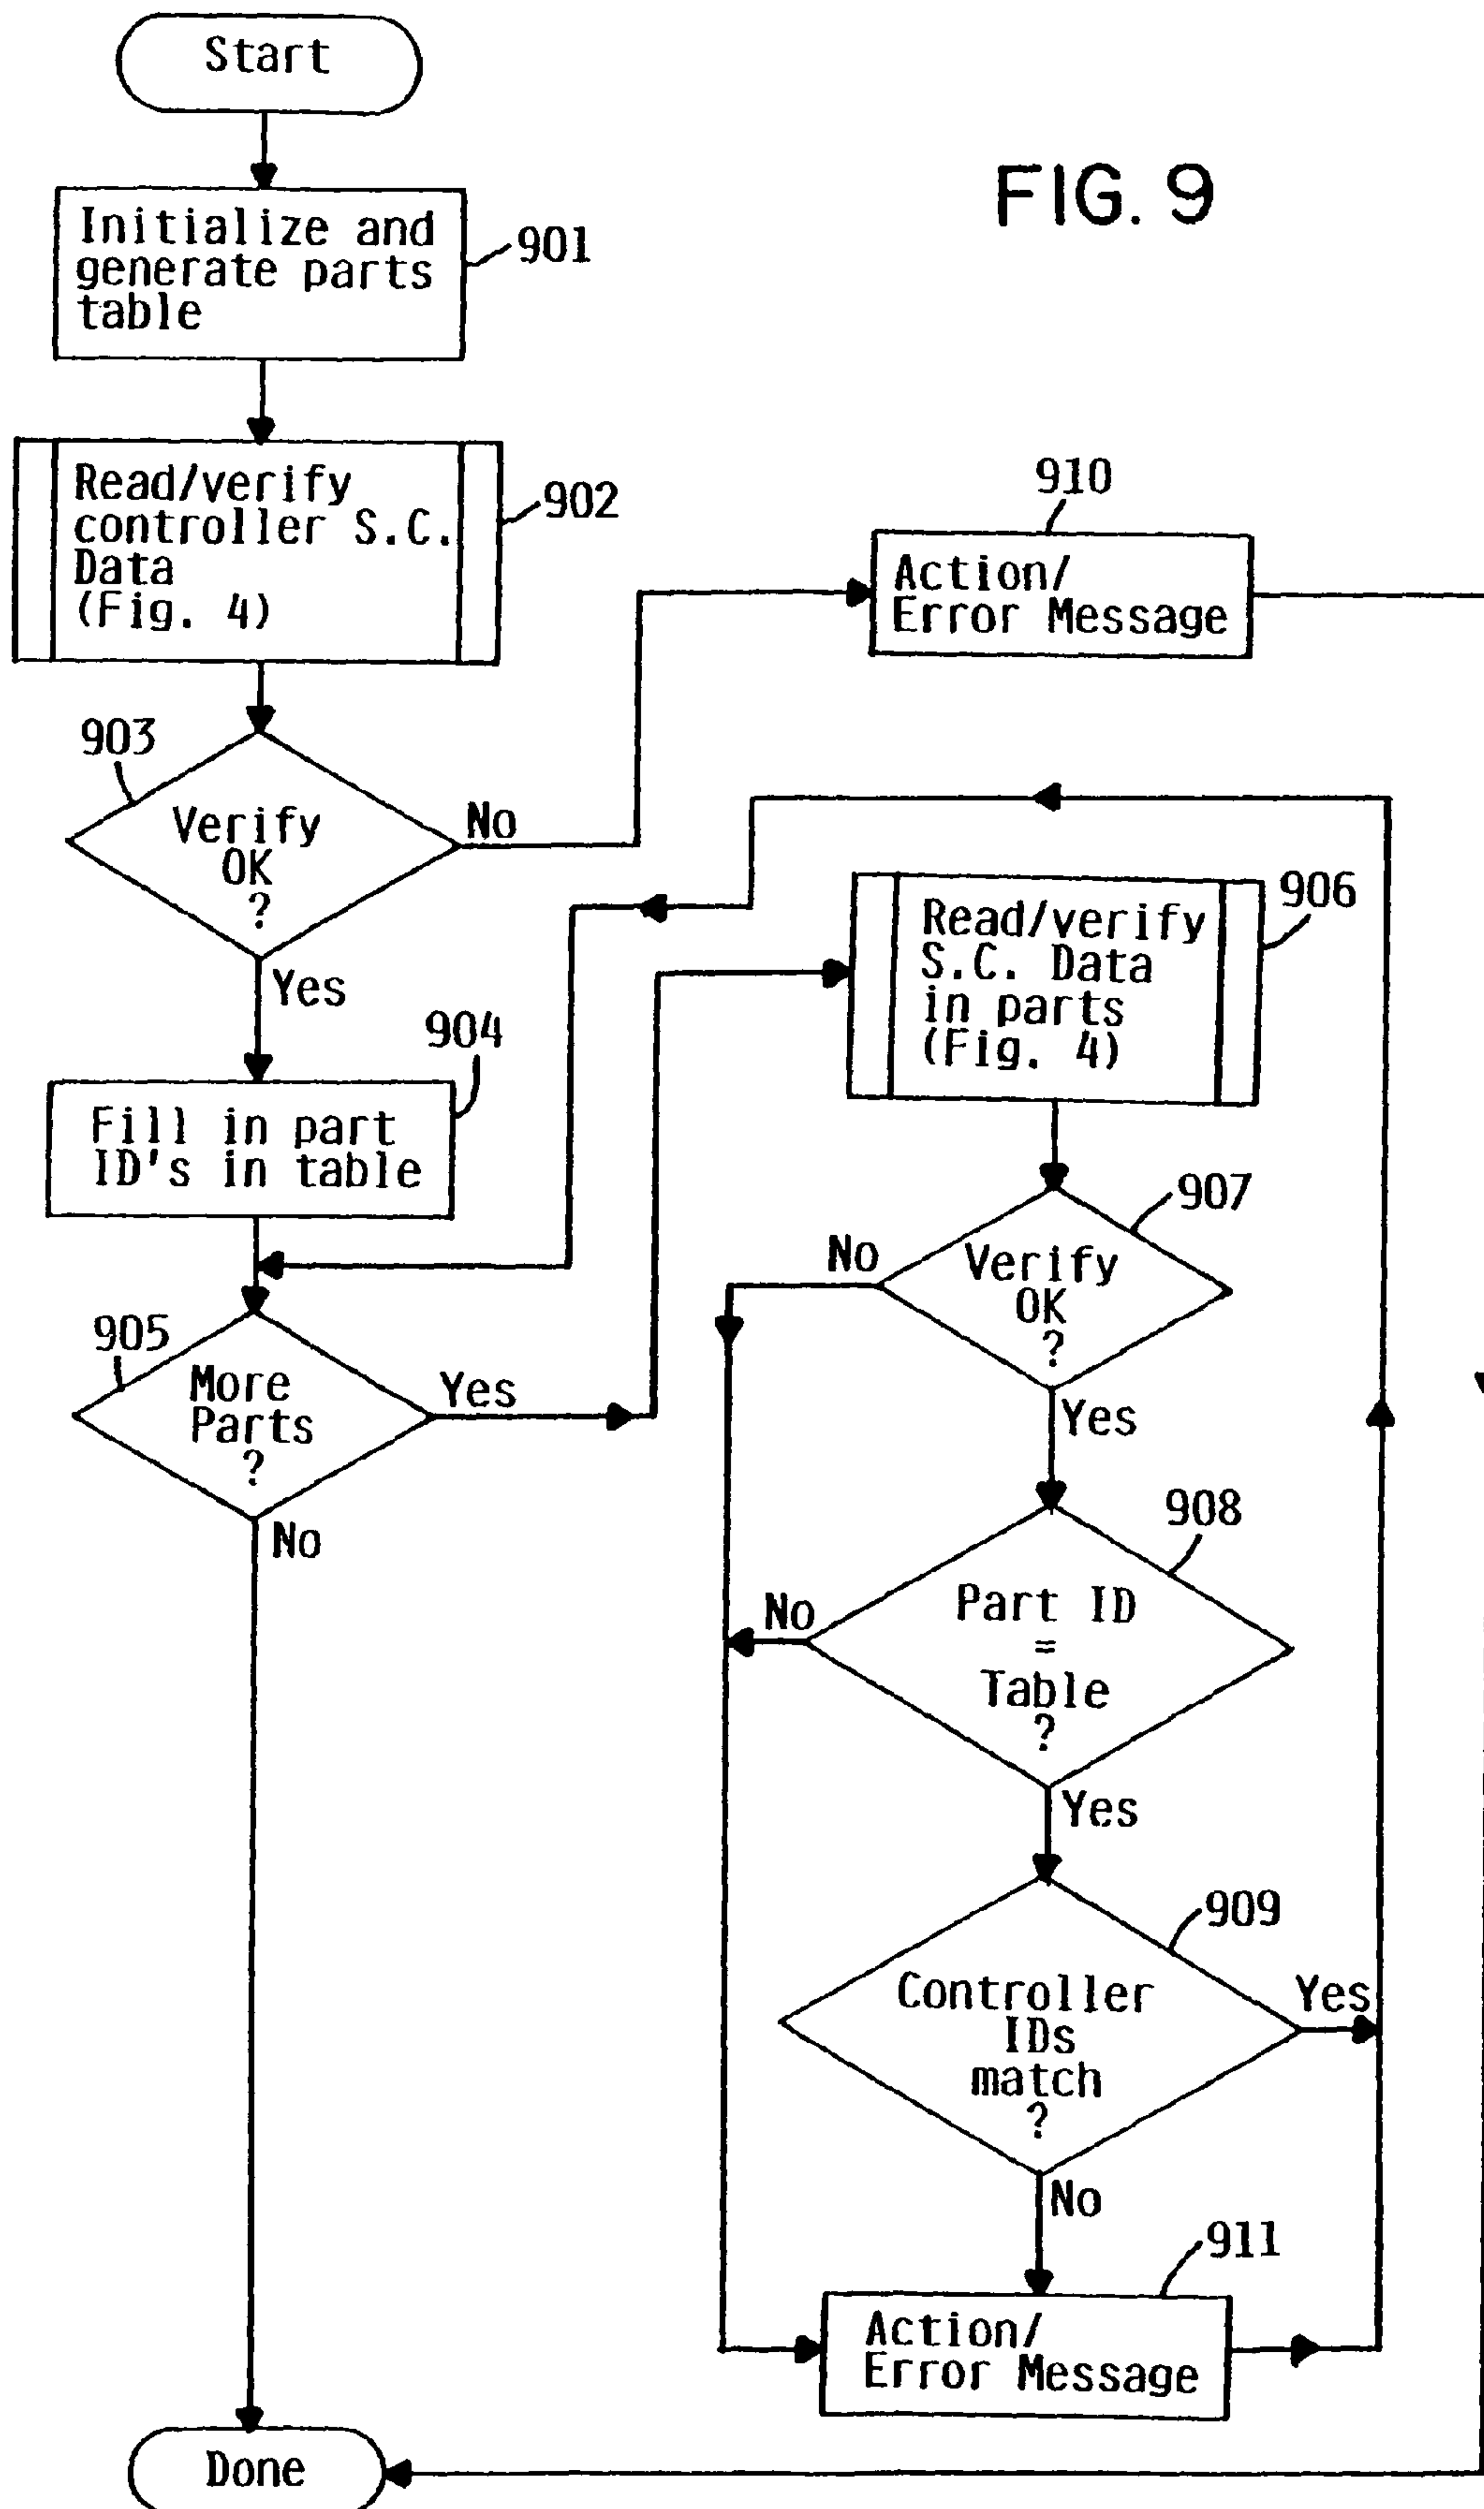 Start
FIG. 9
Initialize and
generate parts
table
901
Read/verify
controller S.C.
Data
(Fig. 4)
902
910
Action/
Error Message
903
Verify
OK
?
No
Yes
904
Fill in part
ID's in table
905
More
Parts
?
Yes
No
906
Read/verify
S.C. Data
in parts
(Fig. 4)
907
No
Verify
OK
?
Yes
908
No
Part ID
=
Table
?
Yes
909
Controller
IDs
match
?
Yes
No
911
Action/
Error Message
Done